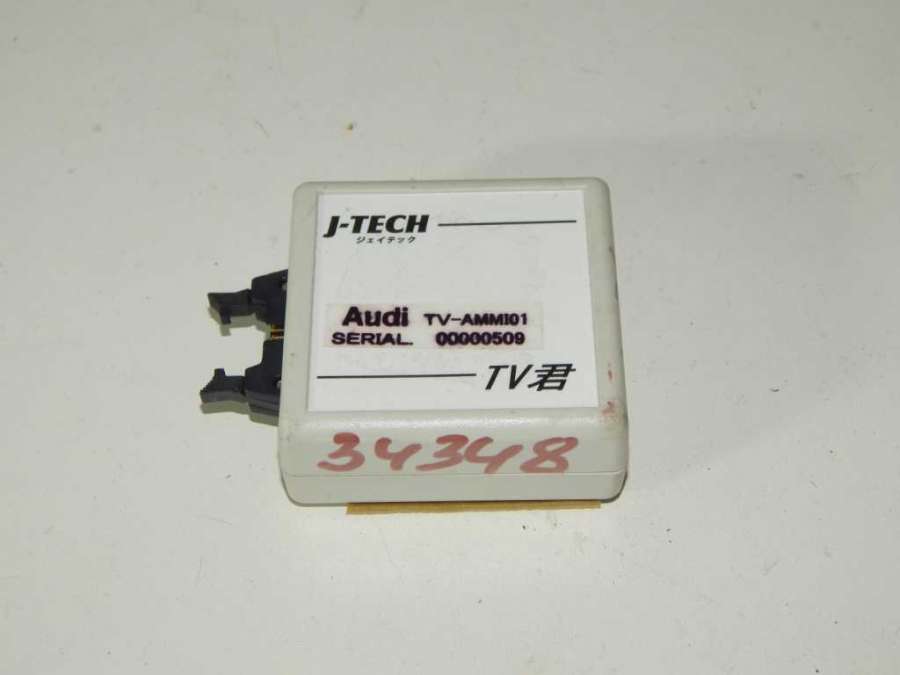 J-TECH
ジェイテック
Audi TV-AMMI01
SERIAL. 00000509
TV君
34348